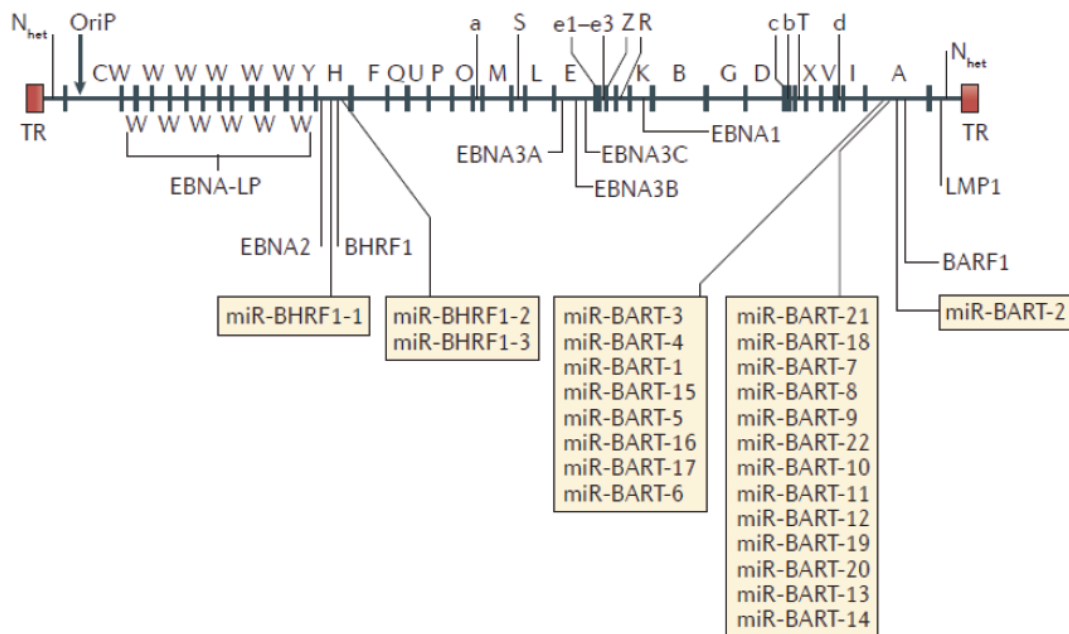 Nhet OriP a S e1–e3 Z R c b T d Nhet
CW W W W W W W Y H F Q U P O M L E K B G D X V I A
TR W W W W W W W TR
EBNA-LP
EBNA3A EBNA3C EBNA1
EBNA3B
LMP1
EBNA2 BHRF1
BARF1
miR-BHRF1-1
miR-BHRF1-2
miR-BHRF1-3
miR-BART-3
miR-BART-4
miR-BART-1
miR-BART-15
miR-BART-5
miR-BART-16
miR-BART-17
miR-BART-6
miR-BART-21
miR-BART-18
miR-BART-7
miR-BART-8
miR-BART-9
miR-BART-22
miR-BART-10
miR-BART-11
miR-BART-12
miR-BART-19
miR-BART-20
miR-BART-13
miR-BART-14
miR-BART-2